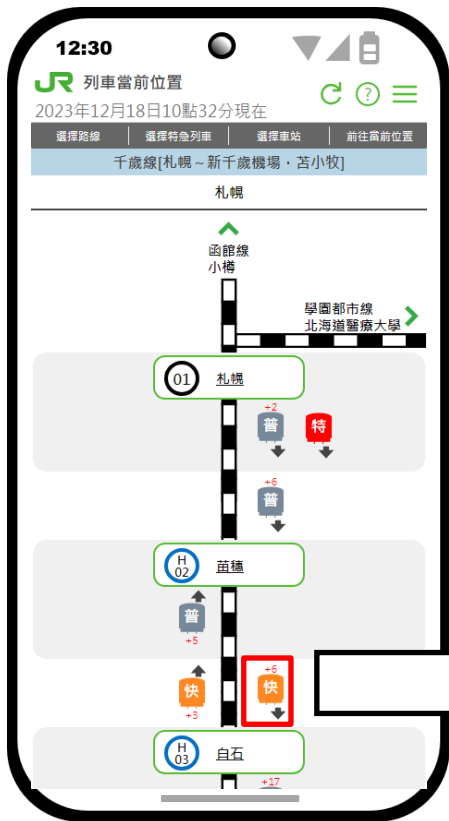 12:30
JR 列車當前位置
2023年12月18日10點32分現在
?
選擇路線 選擇特急列車 選擇車站 前往當前位置
千歲線[札幌~新千歲機場・苫小牧]
札幌
函館線
小樽
學園都市線
北海道醫療大學
01 札幌
+2
普 特
+6
普
H
02 苗穗
普
+5
+6
快 快
+3
H
03 白石
+17